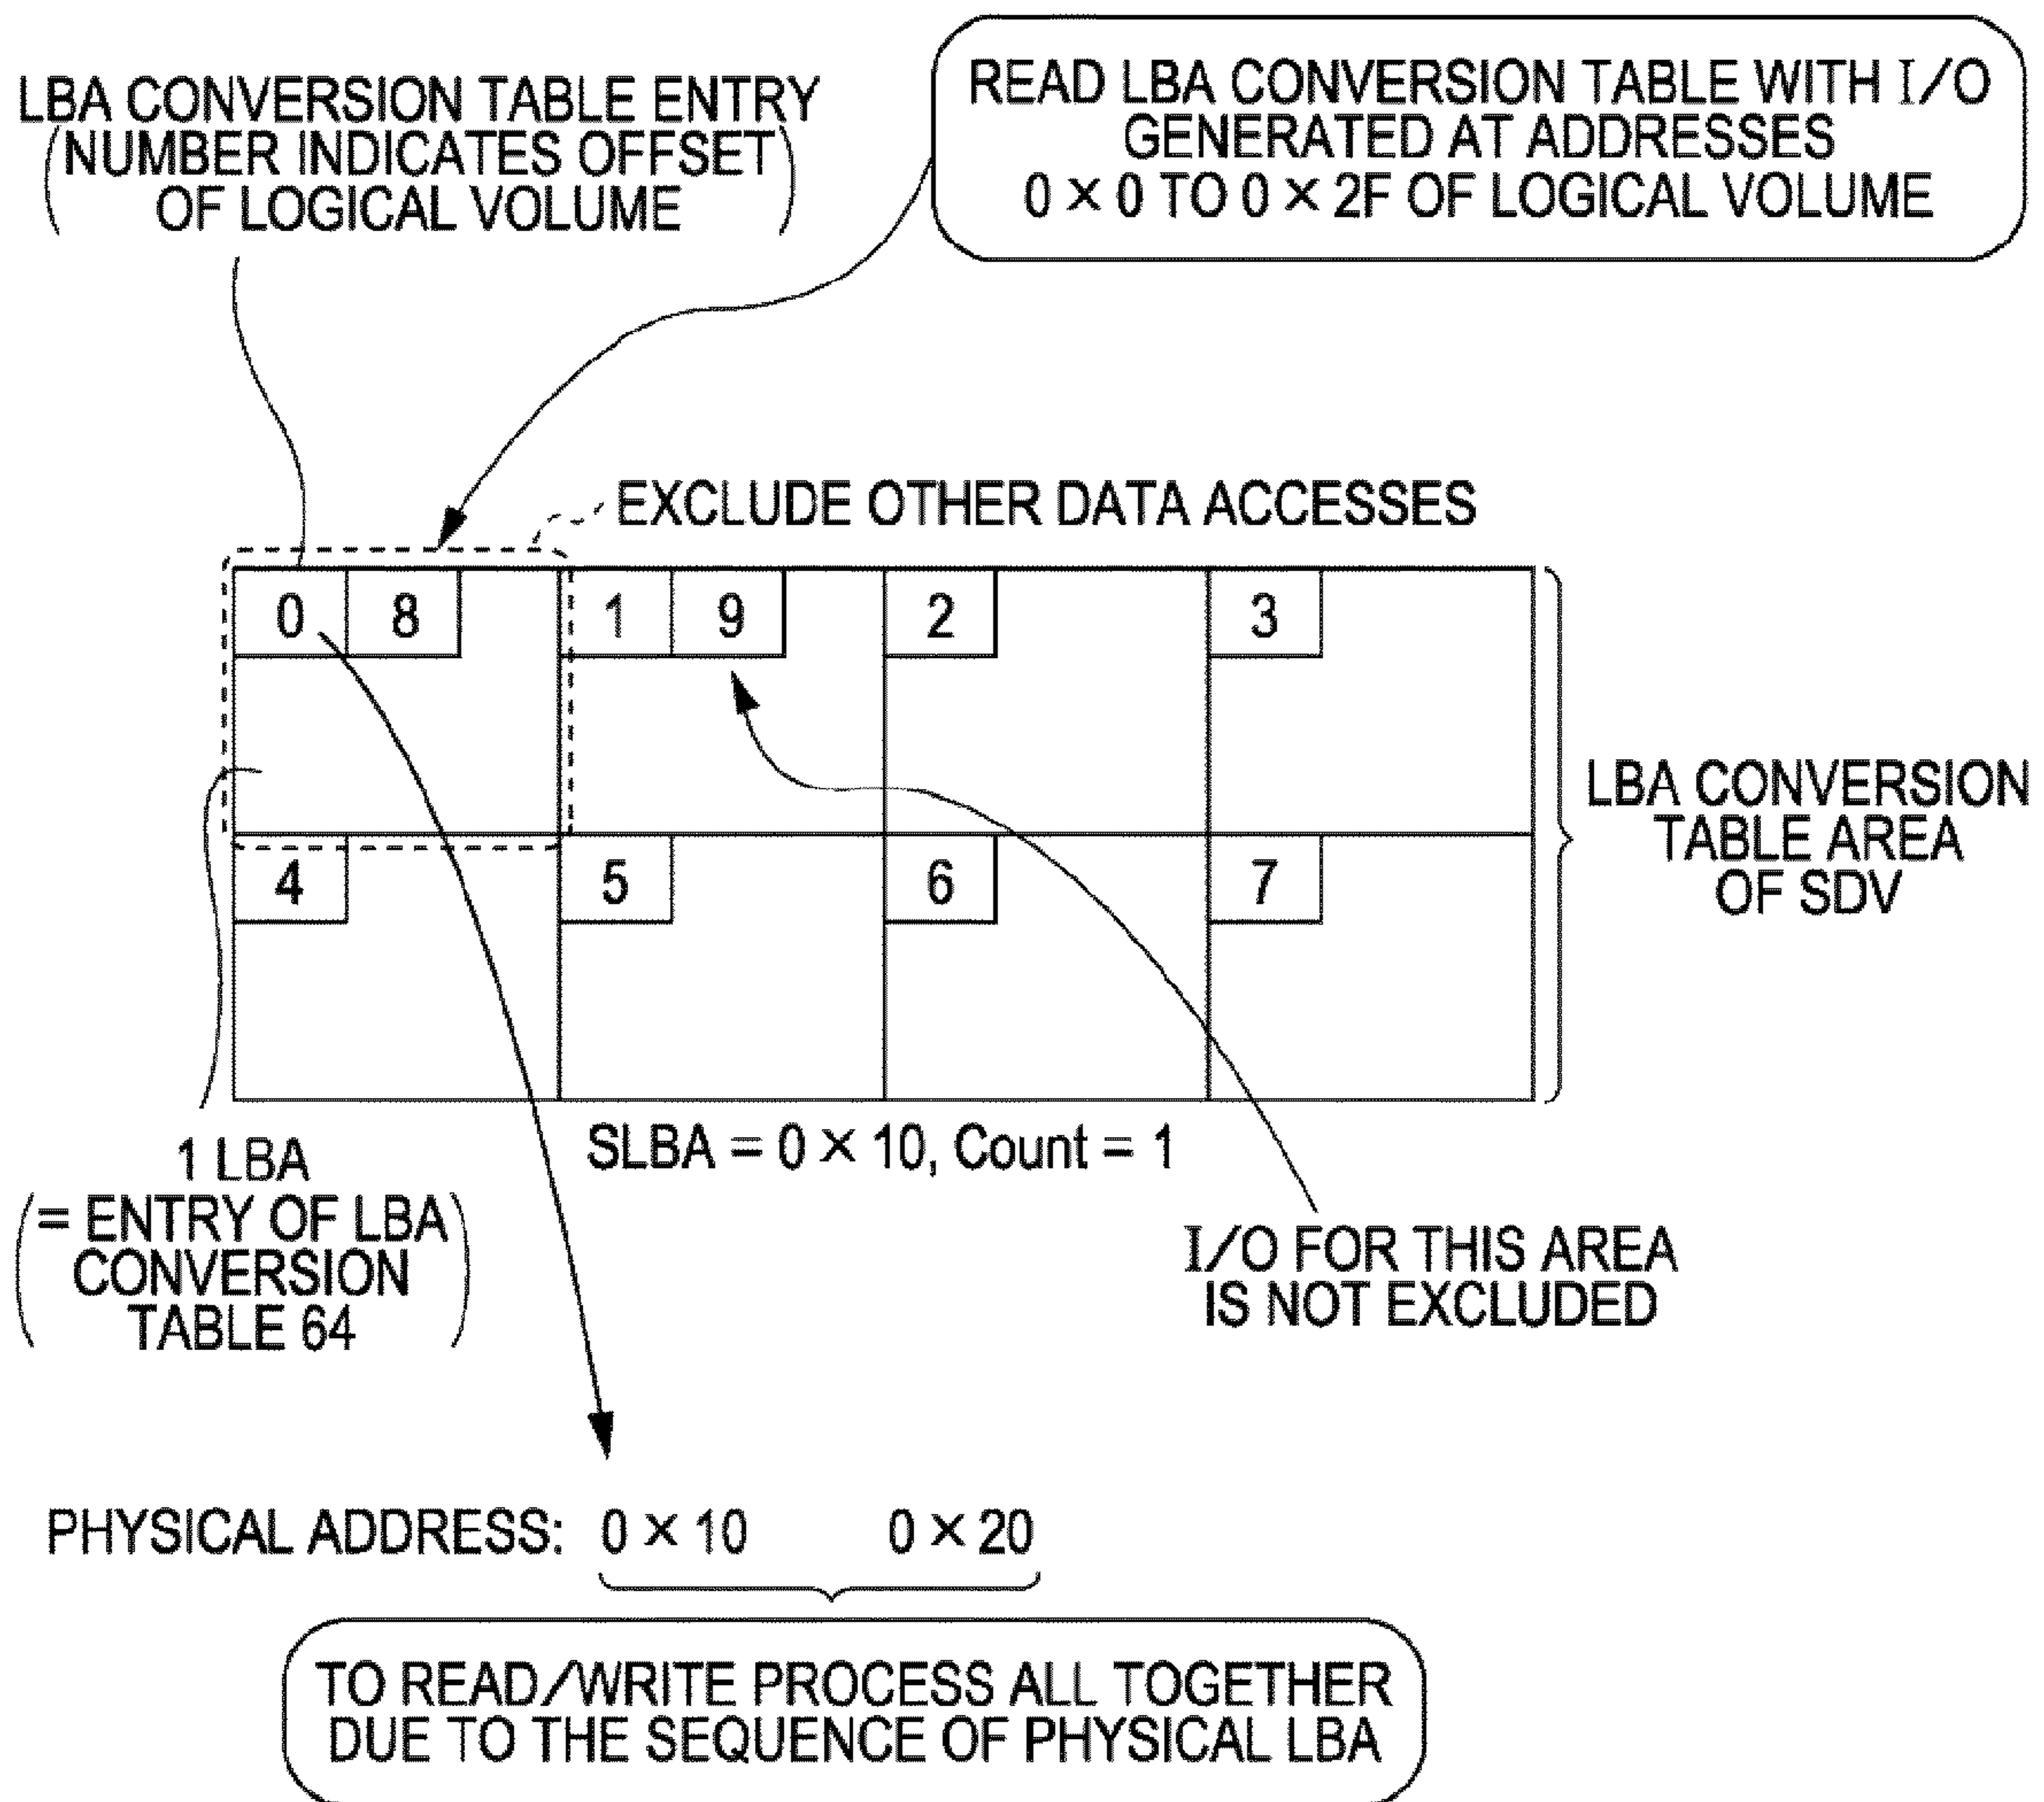 LBA CONVERSION TABLE ENTRY
(NUMBER INDICATES OFFSET
OF LOGICAL VOLUME)
READ LBA CONVERSION TABLE WITH I/O
GENERATED AT ADDRESSES
0 × 0 TO 0 × 2F OF LOGICAL VOLUME
EXCLUDE OTHER DATA ACCESSES
0 8 1 9 2 3
4 5 6 7
LBA CONVERSION
TABLE AREA
OF SDV
SLBA = 0 × 10, Count = 1
1 LBA
(= ENTRY OF LBA
CONVERSION
TABLE 64)
I/O FOR THIS AREA
IS NOT EXCLUDED
PHYSICAL ADDRESS: 0 × 10 0 × 20
TO READ/WRITE PROCESS ALL TOGETHER
DUE TO THE SEQUENCE OF PHYSICAL LBA